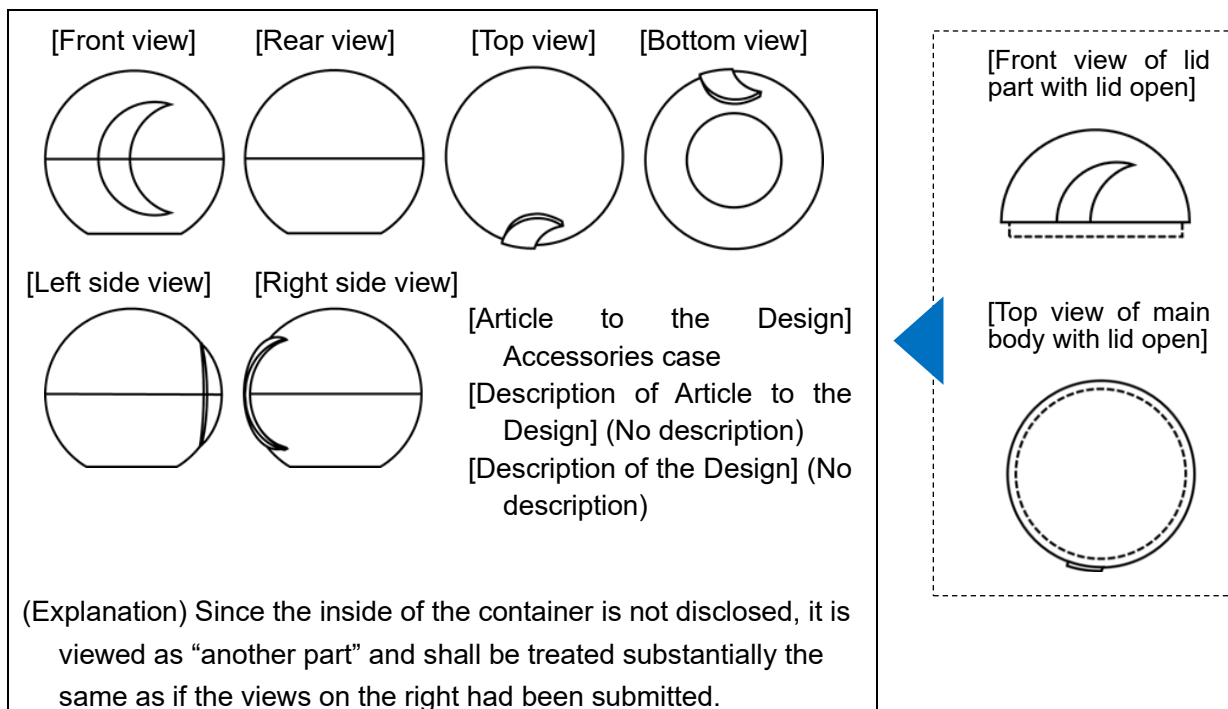 [Front view]
[Rear view]
[Top view]
[Bottom view]
[Left side view]
[Right side view]
[Article to the Design]
Accessories case
[Description of Article to the
Design] (No description)
[Description of the Design] (No
description)
(Explanation) Since the inside of the container is not disclosed, it is
viewed as “another part” and shall be treated substantially the
same as if the views on the right had been submitted.
[Front view of lid
part with lid open]
[Top view of main
body with lid open]